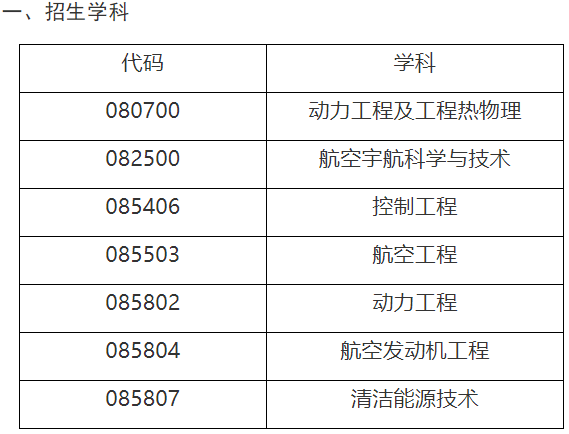 一、招生学科
代码 学科
080700 动力工程及工程热物理
082500 航空宇航科学与技术
085406 控制工程
085503 航空工程
085802 动力工程
085804 航空发动机工程
085807 清洁能源技术